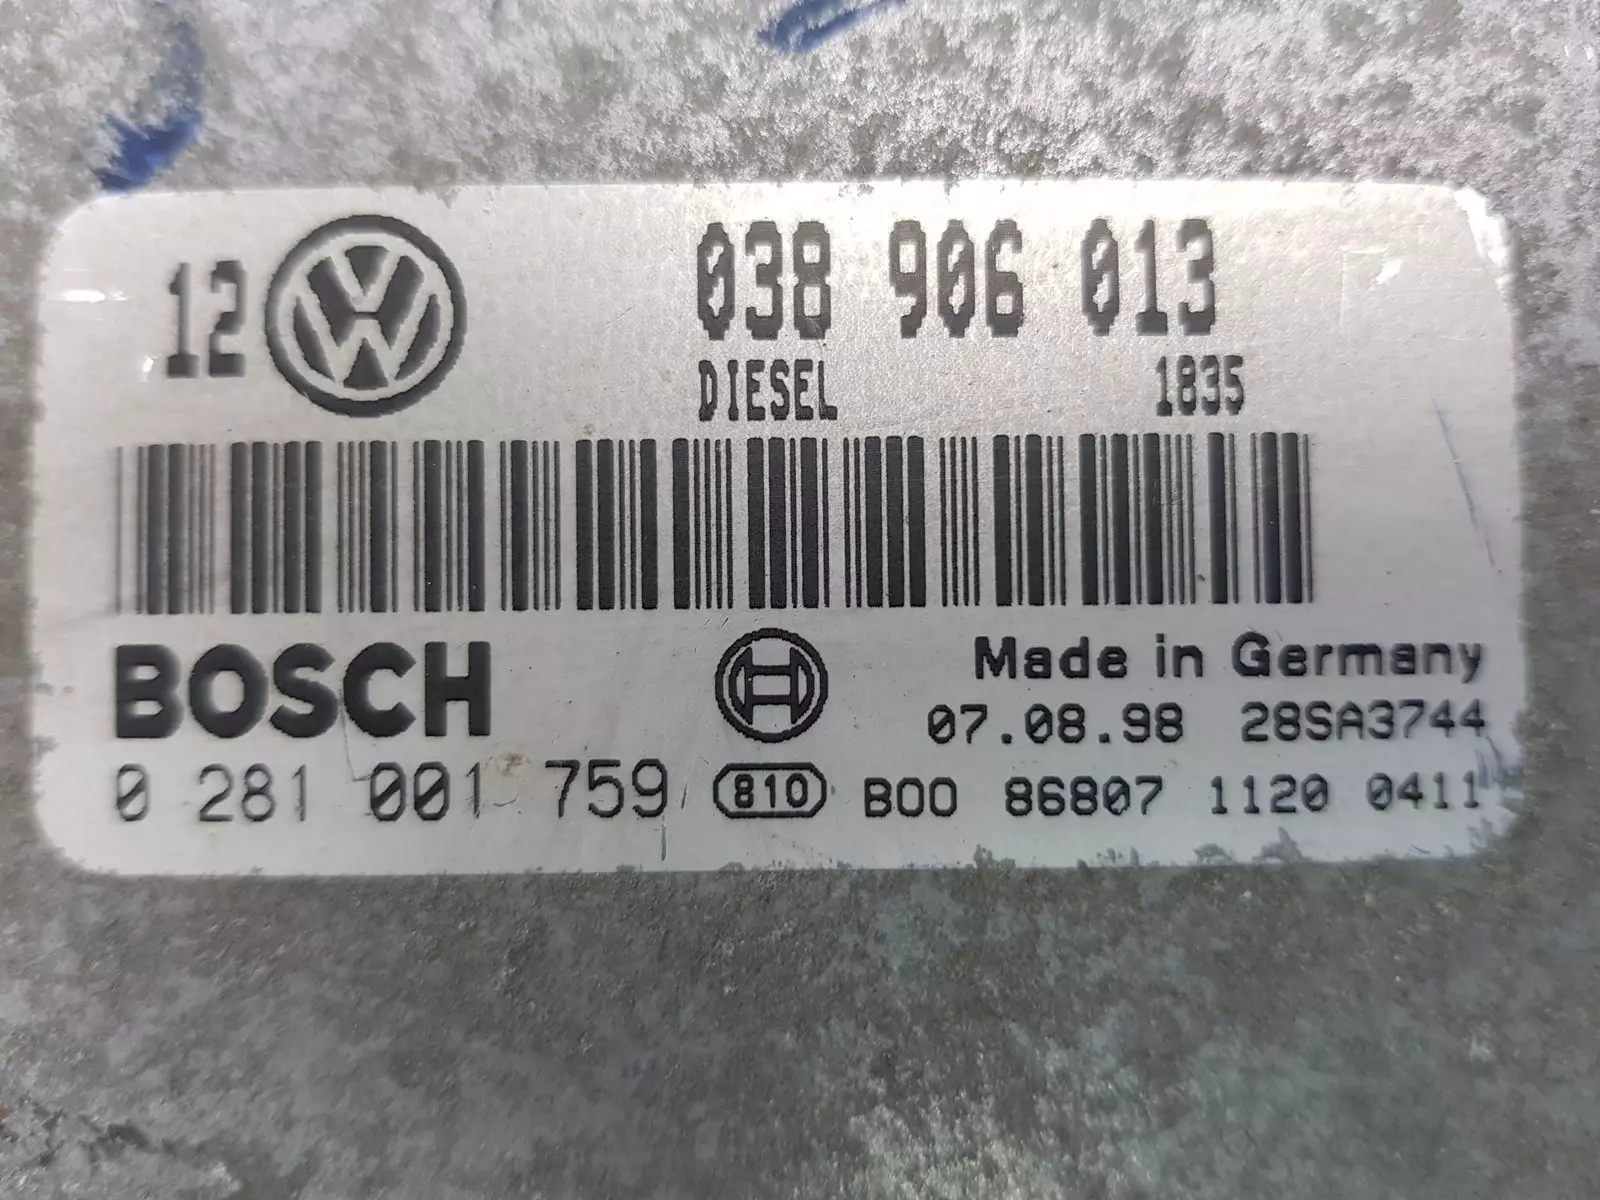 12 VW 038 906 013
DIESEL 1835
BOSCH Made in Germany
07.08.98 28SA3744
0 281 001 759 810 B00 86807 1120 0411